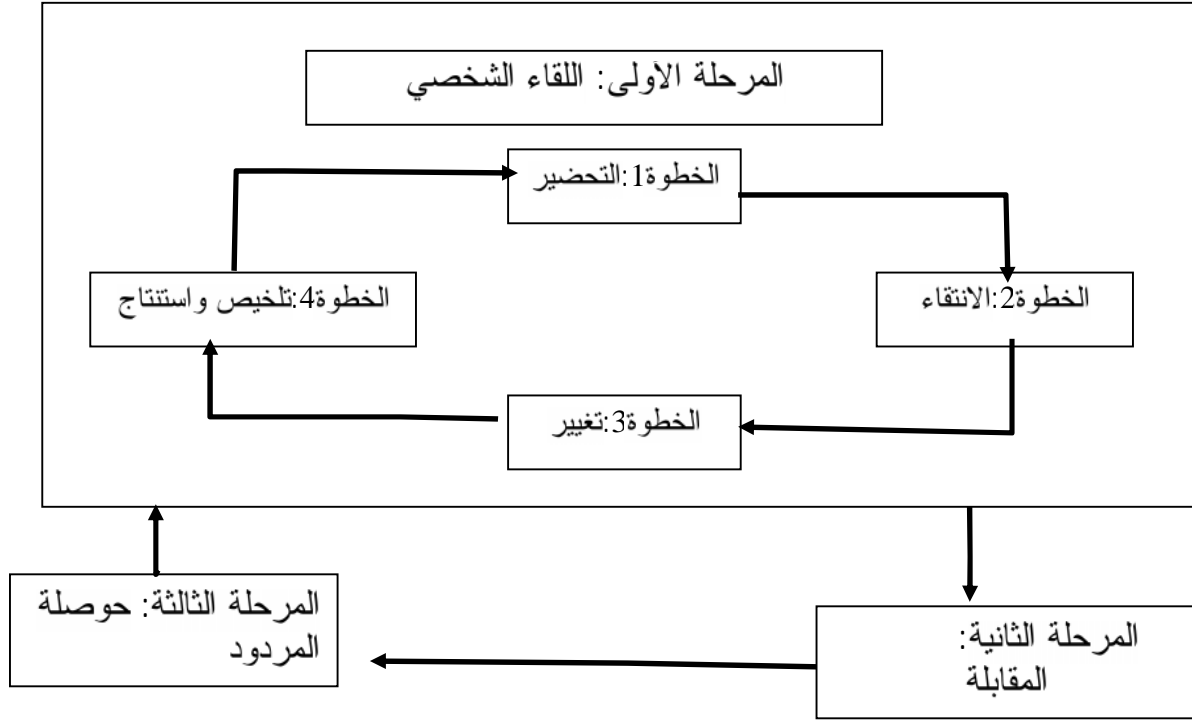 المرحلة الأولى: اللقاء الشخصي
الخطوة1:التحضير
الخطوة2:الانتقاء
الخطوة4:تلخيص واستنتاج
الخطوة3:تغيير
المرحلة الثانية:
المقابلة
المرحلة الثالثة: حوصلة
المردود